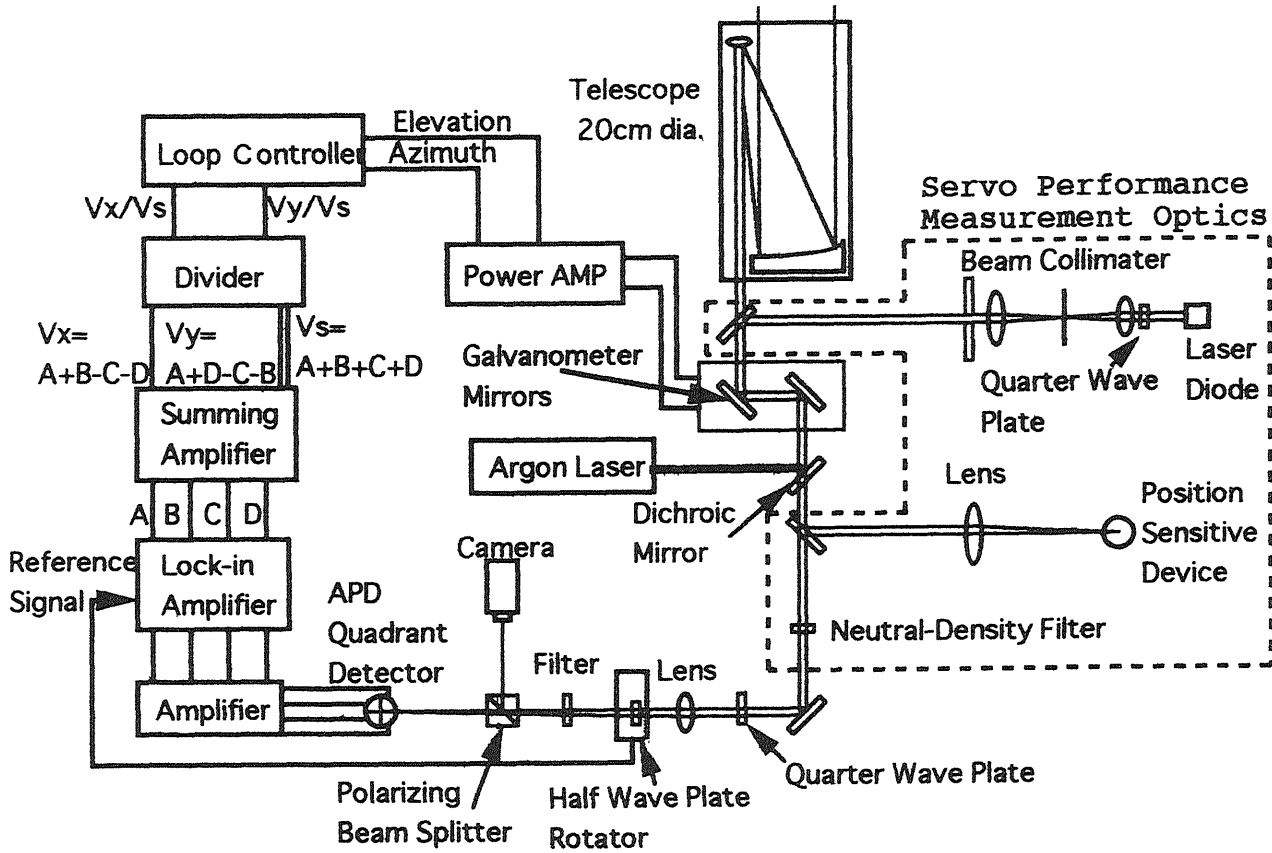 Telescope
20cm dia.
Elevation
Azimuth
Loop Controller
Vx/Vs
Vy/Vs
Servo Performance
Measurement Optics
Divider
Power AMP
Beam Collimater
Vx=
A+B-C-D
Vy=
A+D-C-B
Vs=
A+B+C+D
Galvanometer
Mirrors
Quarter Wave
Plate
Laser
Diode
Summing
Amplifier
Argon Laser
Lens
Dichroic
Mirror
Position
Sensitive
Device
A
B
C
D
Camera
Reference
Signal
Lock-in
Amplifier
APD
Quadrant
Detector
Neutral-Density Filter
Filter
Lens
Amplifier
Quarter Wave Plate
Polarizing
Beam Splitter
Half Wave Plate
Rotator